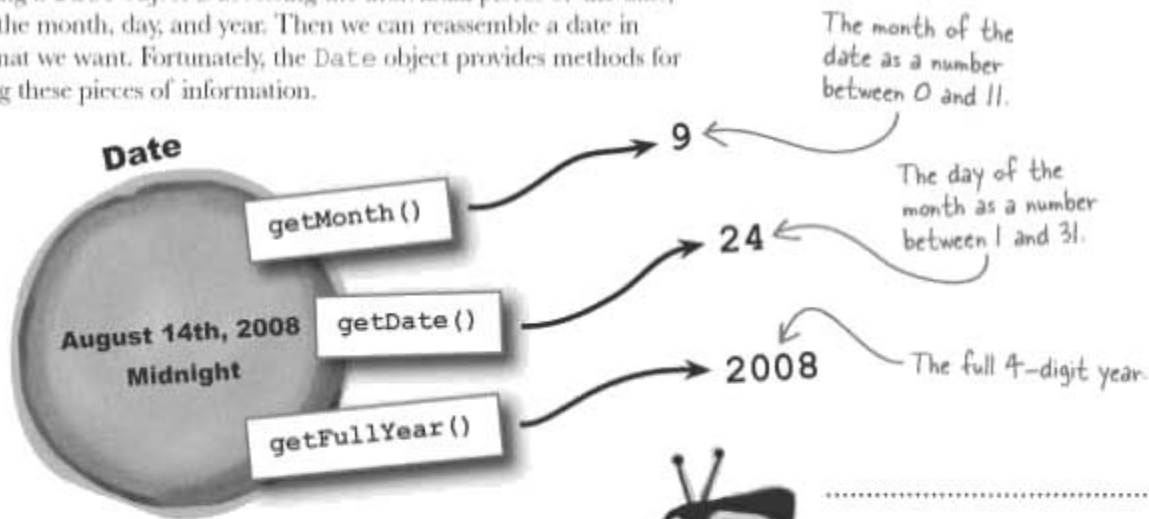 the month, day, and year. Then we can reassemble a date in
we want. Fortunately, the Date object provides methods for
these pieces of information.
The month of the
date as a number
between 0 and 11.
Date
getMonth()
9
The day of the
month as a number
between 1 and 31.
24
August 14th, 2008
Midnight
getDate()
2008
The full 4-digit year.
getFullYear()